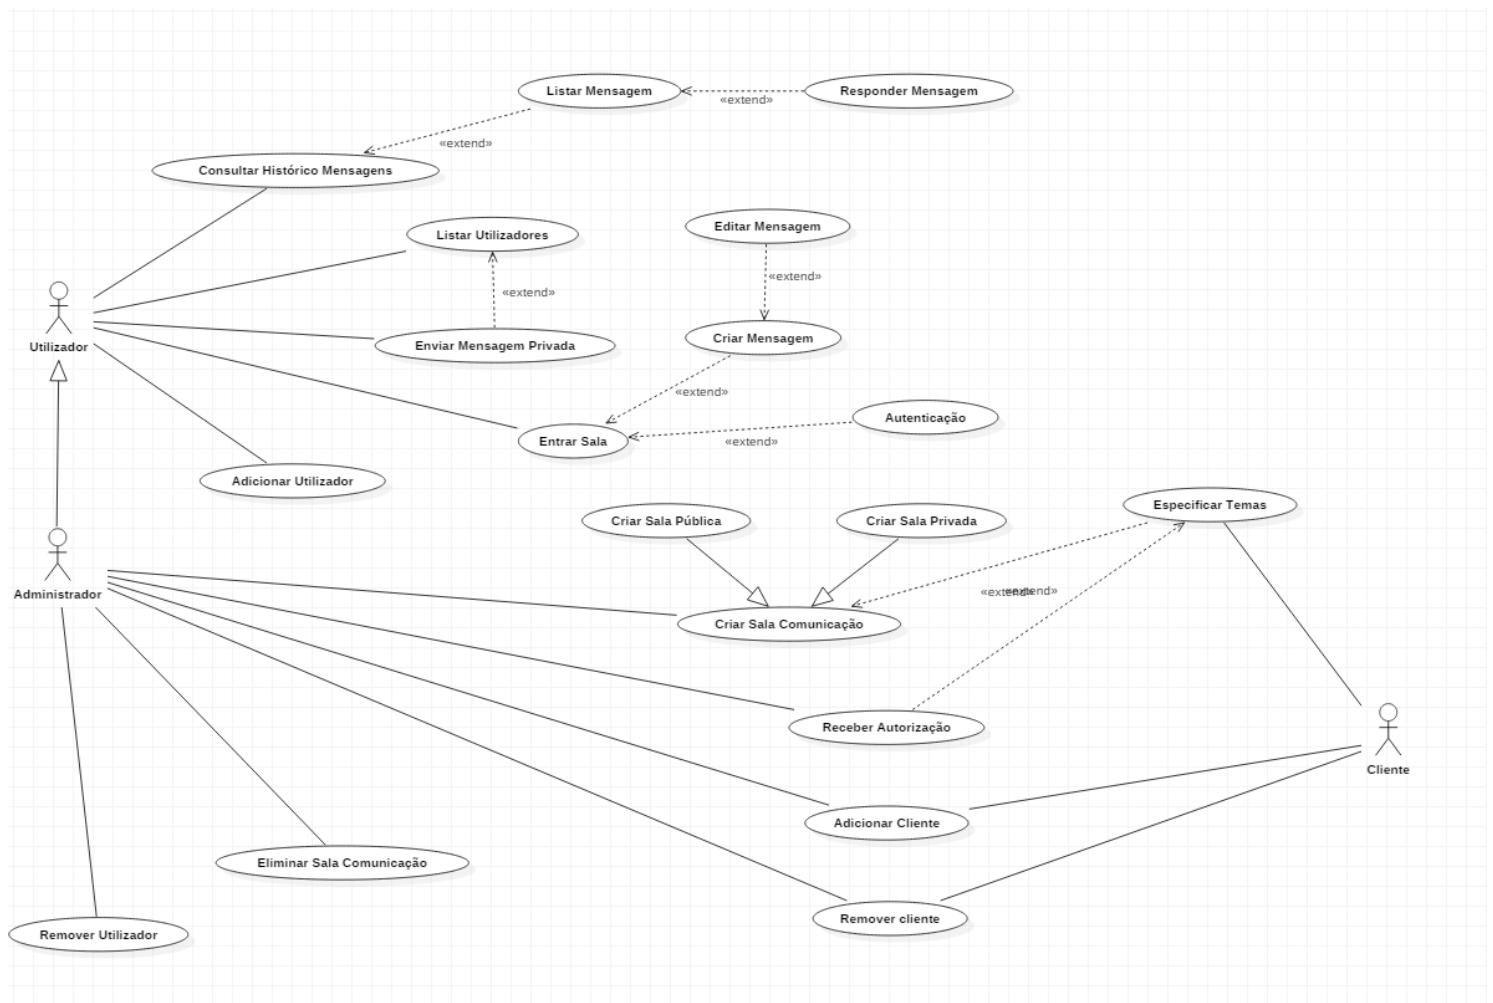 Listar Mensagem
Responder Mensagem
«extend»
«extend»
Consultar Histórico Mensagens
Listar Utilizadores
Editar Mensagem
«extend»
«extend»
Utilizador
Enviar Mensagem Privada
Criar Mensagem
«extend»
Autenticação
Entrar Sala
«extend»
Adicionar Utilizador
Especificar Temas
Criar Sala Pública
Criar Sala Privada
Administrador
«extend»
«extend»
Criar Sala Comunicação
Receber Autorização
Cliente
Adicionar Cliente
Eliminar Sala Comunicação
Remover cliente
Remover Utilizador